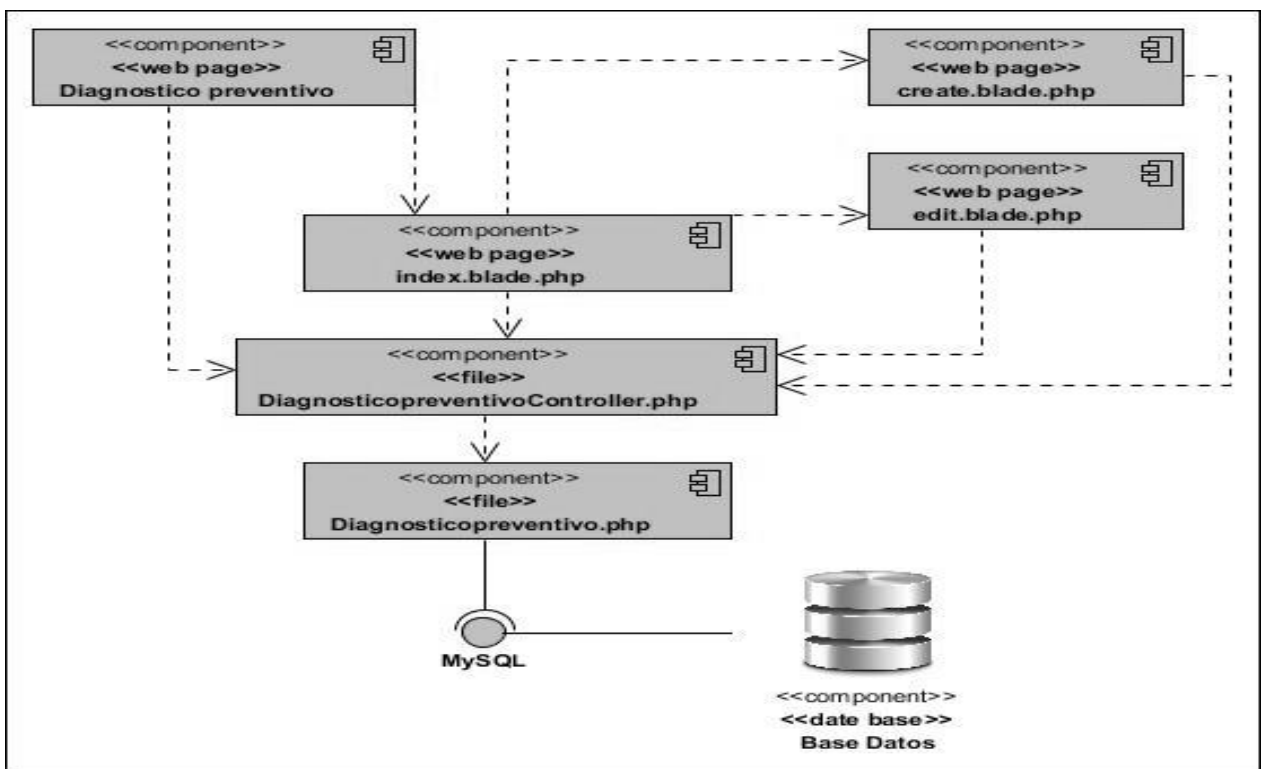 <<component>>
<<web page>>
Diagnostico preventivo
<<component>>
<<web page>>
create.blade.php
<<component>>
<<web page>>
edit.blade.php
<<component>>
<<web page>>
index.blade.php
<<component>>
<<file>>
DiagnosticopreventivoController.php
<<component>>
<<file>>
Diagnosticopreventivo.php
MySQL
<<component>>
<<date base>>
Base Datos